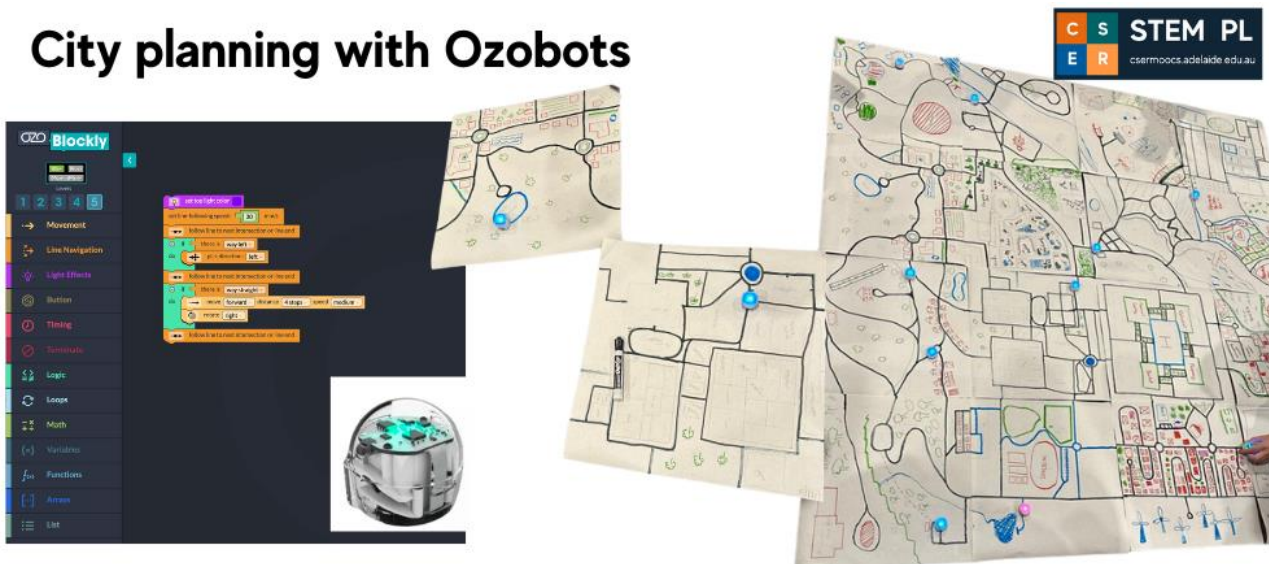 City planning with Ozobots
C S
E R
STEM PL
csermoocs.adelaide.edu.au
OZO Blockly
Levels
1 2 3 4 5
Movement
Line Navigation
Light Effects
Button
Timing
Terminate
Logic
Loops
Math
Variables
Functions
Arrays
List
set top light color
set line following speed: 30 mm/s
follow line to next intersection or line end
if there is way left
do direction: left
follow line to next intersection or line end
if there is way straight
do move forward distance 4 steps speed medium
rotate right
follow line to next intersection or line end